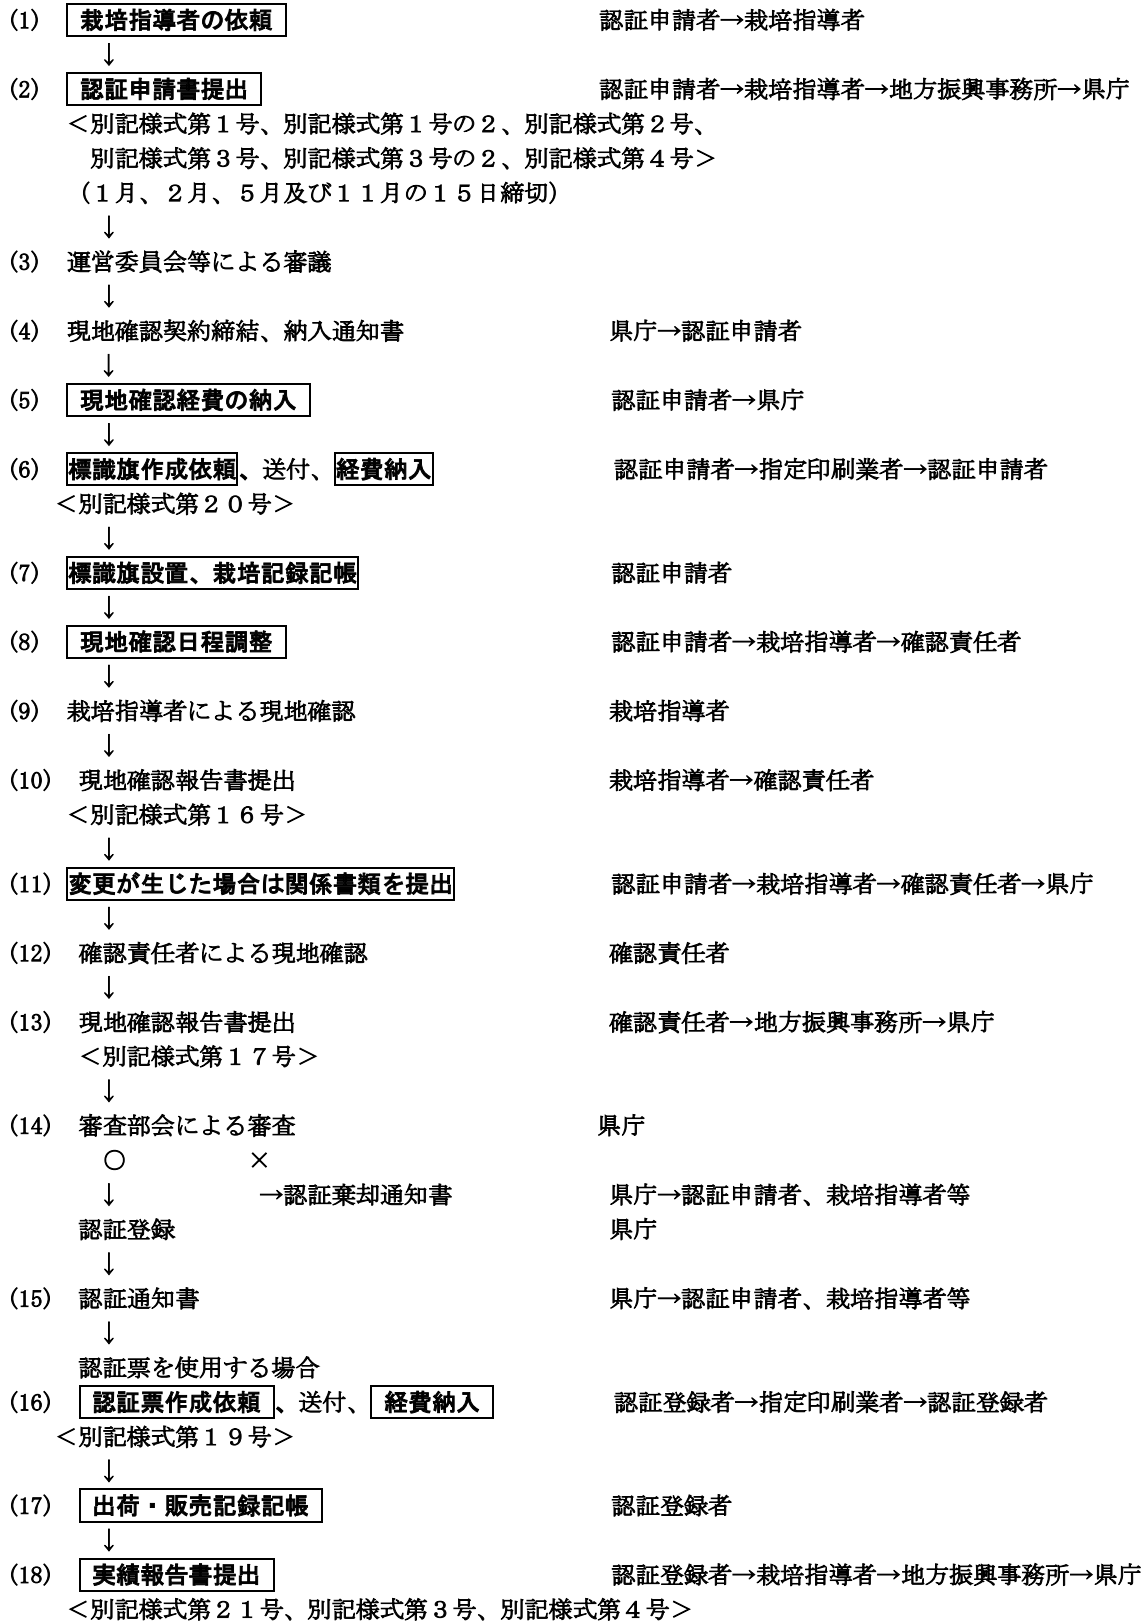 (1) 栽培指導者の依頼 認証申請者→栽培指導者
↓
(2) 認証申請書提出 認証申請者→栽培指導者→地方振興事務所→県庁
＜別記様式第１号、別記様式第１号の２、別記様式第２号、
別記様式第３号、別記様式第３号の２、別記様式第４号＞
（１月、２月、５月及び１１月の１５日締切）
↓
(3) 運営委員会等による審議
↓
(4) 現地確認契約締結、納入通知書 県庁→認証申請者
↓
(5) 現地確認経費の納入 認証申請者→県庁
↓
(6) 標識旗作成依頼、送付、経費納入 認証申請者→指定印刷業者→認証申請者
＜別記様式第２０号＞
↓
(7) 標識旗設置、栽培記録記帳 認証申請者
↓
(8) 現地確認日程調整 認証申請者→栽培指導者→確認責任者
↓
(9) 栽培指導者による現地確認 栽培指導者
↓
(10) 現地確認報告書提出 栽培指導者→確認責任者
＜別記様式第１６号＞
↓
(11) 変更が生じた場合は関係書類を提出 認証申請者→栽培指導者→確認責任者→県庁
↓
(12) 確認責任者による現地確認 確認責任者
↓
(13) 現地確認報告書提出 確認責任者→地方振興事務所→県庁
＜別記様式第１７号＞
↓
(14) 審査部会による審査 県庁
○ ×
↓ →認証棄却通知書 県庁→認証申請者、栽培指導者等
認証登録 県庁
↓
(15) 認証通知書 県庁→認証申請者、栽培指導者等
↓
認証票を使用する場合
(16) 認証票作成依頼、送付、経費納入 認証登録者→指定印刷業者→認証登録者
＜別記様式第１９号＞
↓
(17) 出荷・販売記録記帳 認証登録者
↓
(18) 実績報告書提出 認証登録者→栽培指導者→地方振興事務所→県庁
＜別記様式第２１号、別記様式第３号、別記様式第４号＞